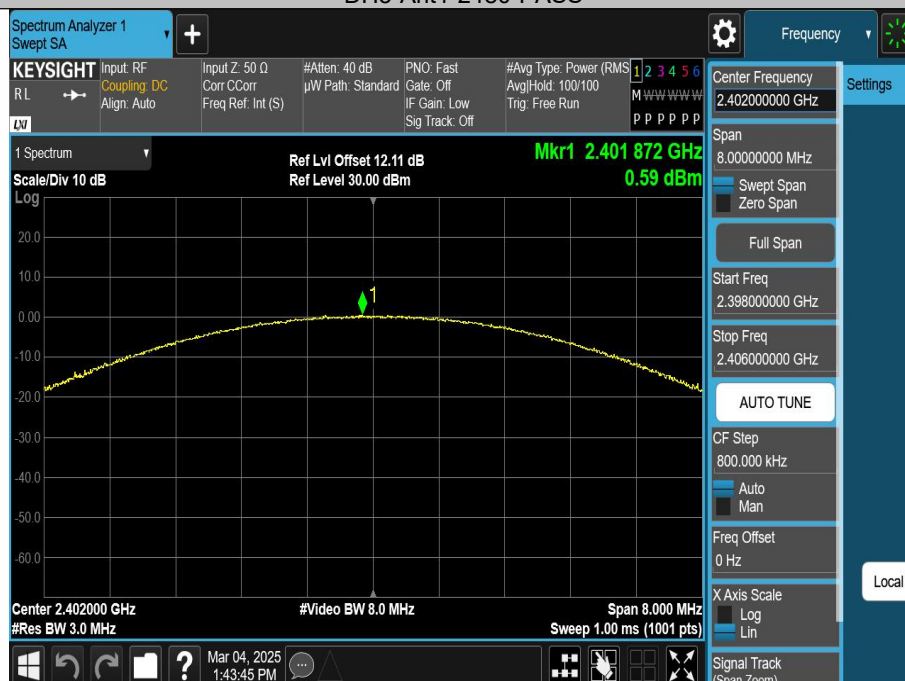 Spectrum Analyzer 1
Swept SA
Frequency
KEYSIGHT
RL
LXI
Input: RF
Coupling: DC
Align: Auto
Input Z: 50 Ω
Corr CCorr
Freq Ref: Int (S)
#Atten: 40 dB
µW Path: Standard
PNO: Fast
Gate: Off
IF Gain: Low
Sig Track: Off
#Avg Type: Power (RMS
Avg|Hold: 100/100
Trig: Free Run
1 2 3 4 5 6
M W W W W W
P P P P P P
Center Frequency
2.402000000 GHz
Settings
Span
8.00000000 MHz
Swept Span
Zero Span
Full Span
Start Freq
2.398000000 GHz
Stop Freq
2.406000000 GHz
AUTO TUNE
CF Step
800.000 kHz
Auto
Man
Freq Offset
0 Hz
X Axis Scale
Log
Lin
Signal Track
(Span Zoom)
Local
1 Spectrum
Scale/Div 10 dB
Log
Ref Lvl Offset 12.11 dB
Ref Level 30.00 dBm
Mkr1 2.401 872 GHz
0.59 dBm
20.0
10.0
0.00
-10.0
-20.0
-30.0
-40.0
-50.0
-60.0
1
Center 2.402000 GHz
#Res BW 3.0 MHz
#Video BW 8.0 MHz
Span 8.000 MHz
Sweep 1.00 ms (1001 pts)
?
Mar 04, 2025
1:43:45 PM